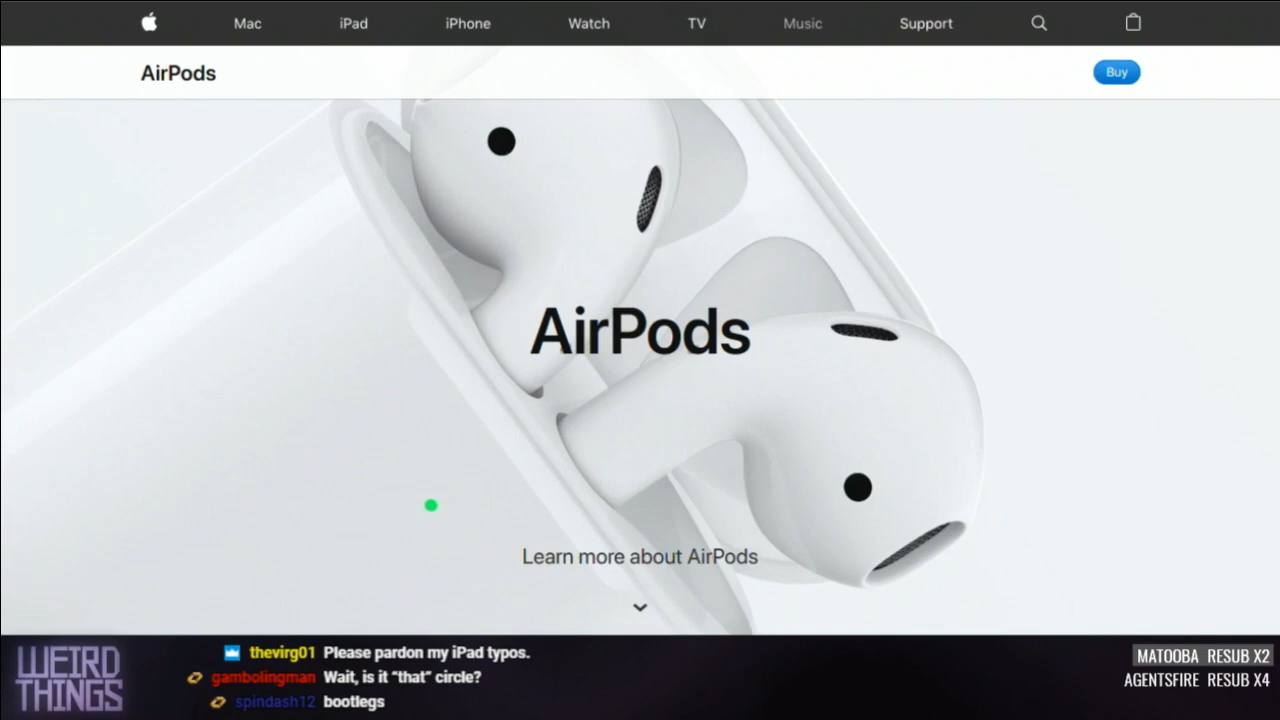 Mac iPad iPhone Watch TV Music Support
AirPods Buy
AirPods
Learn more about AirPods
WEIRD
THINGS
thevirg01 Please pardon my iPad typos.
gambolingman Wait, is it “that” circle?
spindash12 bootlegs
MATOOBA RESUB X2
AGENTSFIRE RESUB X4